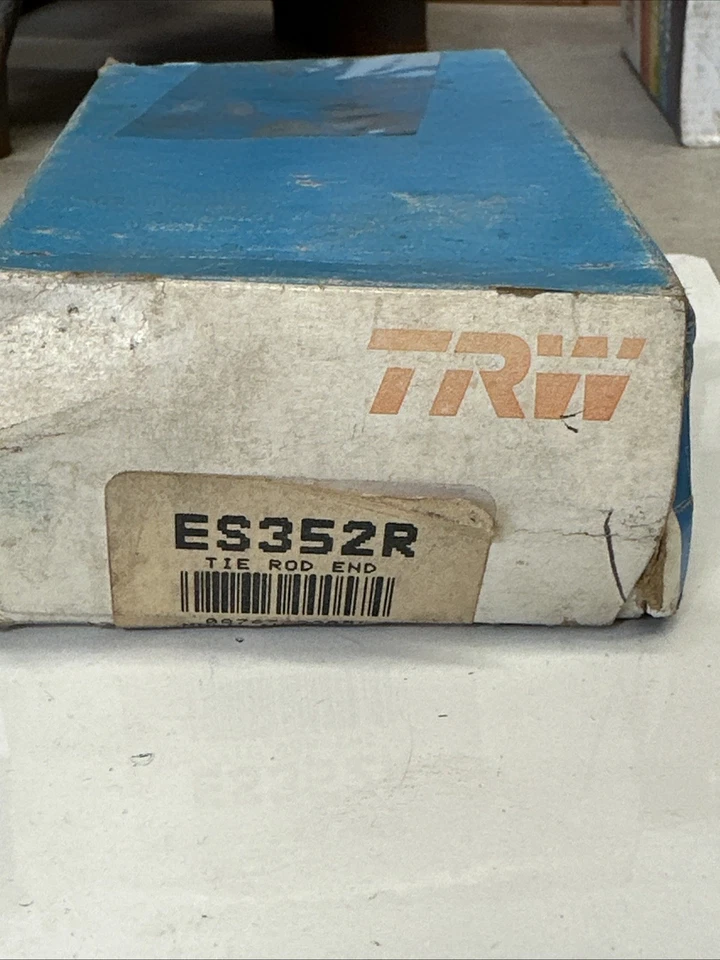 TRW
ES352R
TIE ROD END